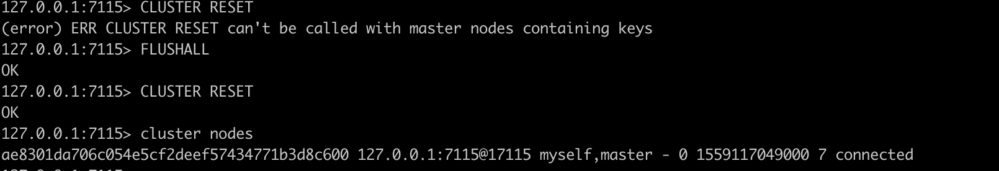 127.0.0.1:7115> CLUSTER RESET
(error) ERR CLUSTER RESET can't be called with master nodes containing keys
127.0.0.1:7115> FLUSHALL
OK
127.0.0.1:7115> CLUSTER RESET
OK
127.0.0.1:7115> cluster nodes
ae8301da706c054e5cf2deef57434771b3d8c600 127.0.0.1:7115@17115 myself,master - 0 1559117049000 7 connected